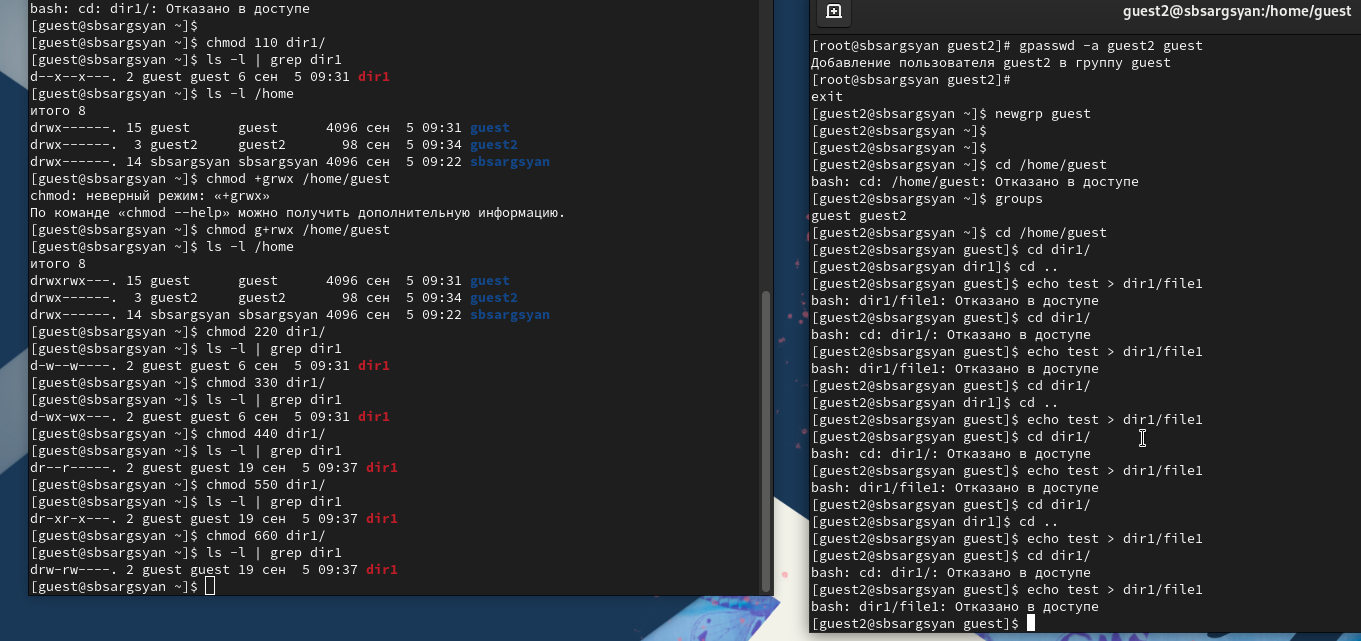 bash: cd: dir1/: Отказано в доступе
[guest@sbsargsyan ~]$
[guest@sbsargsyan ~]$ chmod 110 dir1/
[guest@sbsargsyan ~]$ ls -l | grep dir1
d--x--x---. 2 guest guest 6 сен  5 09:31 dir1
[guest@sbsargsyan ~]$ ls -l /home
итого 8
drwx------. 15 guest      guest      4096 сен  5 09:31 guest
drwx------.  3 guest2     guest2       98 сен  5 09:34 guest2
drwx------. 14 sbsargsyan sbsargsyan 4096 сен  5 09:22 sbsargsyan
[guest@sbsargsyan ~]$ chmod +grwx /home/guest
chmod: неверный режим: «+grwx»
По команде «chmod --help» можно получить дополнительную информацию.
[guest@sbsargsyan ~]$ chmod g+rwx /home/guest
[guest@sbsargsyan ~]$ ls -l /home
итого 8
drwxrwx---. 15 guest      guest      4096 сен  5 09:31 guest
drwx------.  3 guest2     guest2       98 сен  5 09:34 guest2
drwx------. 14 sbsargsyan sbsargsyan 4096 сен  5 09:22 sbsargsyan
[guest@sbsargsyan ~]$ chmod 220 dir1/
[guest@sbsargsyan ~]$ ls -l | grep dir1
d-w--w----. 2 guest guest 6 сен  5 09:31 dir1
[guest@sbsargsyan ~]$ chmod 330 dir1/
[guest@sbsargsyan ~]$ ls -l | grep dir1
d-wx-wx---. 2 guest guest 6 сен  5 09:31 dir1
[guest@sbsargsyan ~]$ chmod 440 dir1/
[guest@sbsargsyan ~]$ ls -l | grep dir1
dr--r-----. 2 guest guest 19 сен  5 09:37 dir1
[guest@sbsargsyan ~]$ chmod 550 dir1/
[guest@sbsargsyan ~]$ ls -l | grep dir1
dr-xr-x---. 2 guest guest 19 сен  5 09:37 dir1
[guest@sbsargsyan ~]$ chmod 660 dir1/
[guest@sbsargsyan ~]$ ls -l | grep dir1
drw-rw----. 2 guest guest 19 сен  5 09:37 dir1
[guest@sbsargsyan ~]$
guest2@sbsargsyan:/home/guest
[root@sbsargsyan guest2]# gpasswd -a guest2 guest
Добавление пользователя guest2 в группу guest
[root@sbsargsyan guest2]#
exit
[guest2@sbsargsyan ~]$ newgrp guest
[guest2@sbsargsyan ~]$
[guest2@sbsargsyan ~]$
[guest2@sbsargsyan ~]$ cd /home/guest
bash: cd: /home/guest: Отказано в доступе
[guest2@sbsargsyan ~]$ groups
guest guest2
[guest2@sbsargsyan ~]$ cd /home/guest
[guest2@sbsargsyan guest]$ cd dir1/
[guest2@sbsargsyan dir1]$ cd ..
[guest2@sbsargsyan guest]$ echo test > dir1/file1
bash: dir1/file1: Отказано в доступе
[guest2@sbsargsyan guest]$ cd dir1/
bash: cd: dir1/: Отказано в доступе
[guest2@sbsargsyan guest]$ echo test > dir1/file1
bash: dir1/file1: Отказано в доступе
[guest2@sbsargsyan guest]$ cd dir1/
[guest2@sbsargsyan dir1]$ cd ..
[guest2@sbsargsyan guest]$ echo test > dir1/file1
[guest2@sbsargsyan guest]$ cd dir1/
bash: cd: dir1/: Отказано в доступе
[guest2@sbsargsyan guest]$ echo test > dir1/file1
bash: dir1/file1: Отказано в доступе
[guest2@sbsargsyan guest]$ cd dir1/
[guest2@sbsargsyan dir1]$ cd ..
[guest2@sbsargsyan guest]$ echo test > dir1/file1
[guest2@sbsargsyan guest]$ cd dir1/
bash: cd: dir1/: Отказано в доступе
[guest2@sbsargsyan guest]$ echo test > dir1/file1
bash: dir1/file1: Отказано в доступе
[guest2@sbsargsyan guest]$